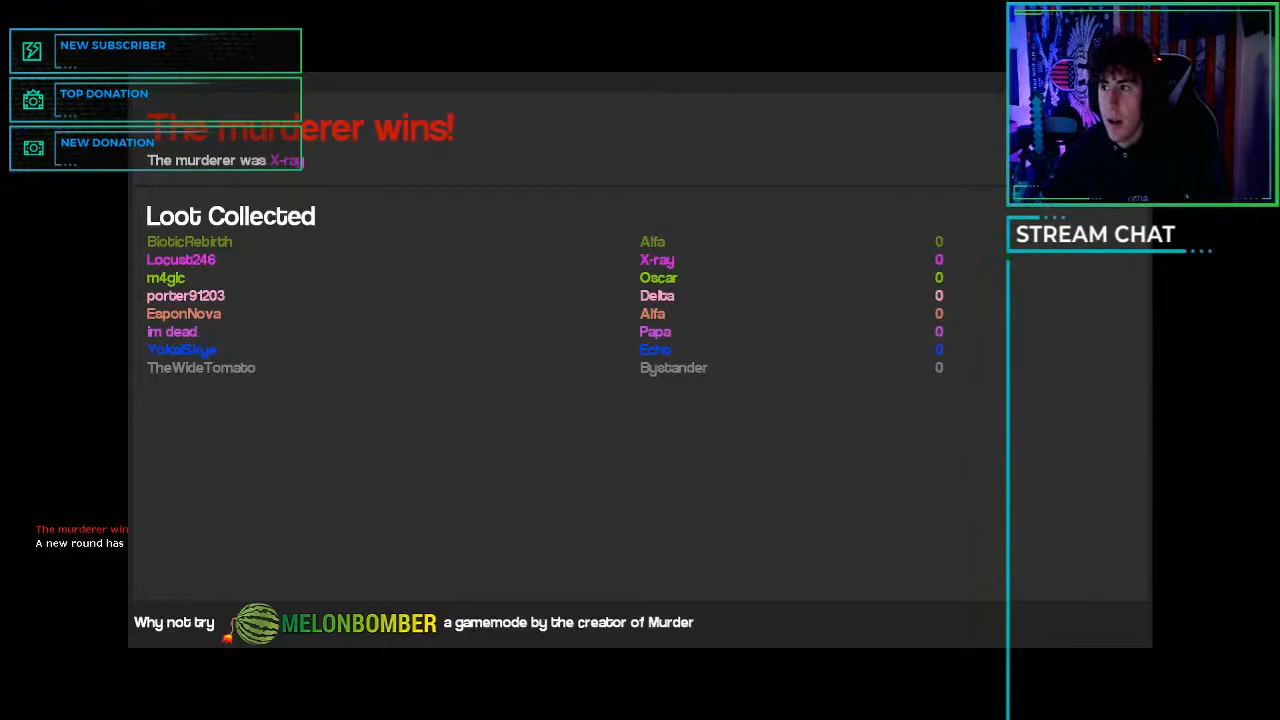 NEW SUBSCRIBER
TOP DONATION
NEW DONATION
The murderer wins!
The murderer was X-ray
Loot Collected
BioticRebirth Alfa 0
Locust246 X-ray 0
m4gic Oscar 0
porter91203 Delta 0
EsponNova Alfa 0
im dead Papa 0
YokaiSkye Echo 0
TheWideTomato Bystander 0
The murderer win
A new round has
Why not try MELONBOMBER a gamemode by the creator of Murder
STREAM CHAT